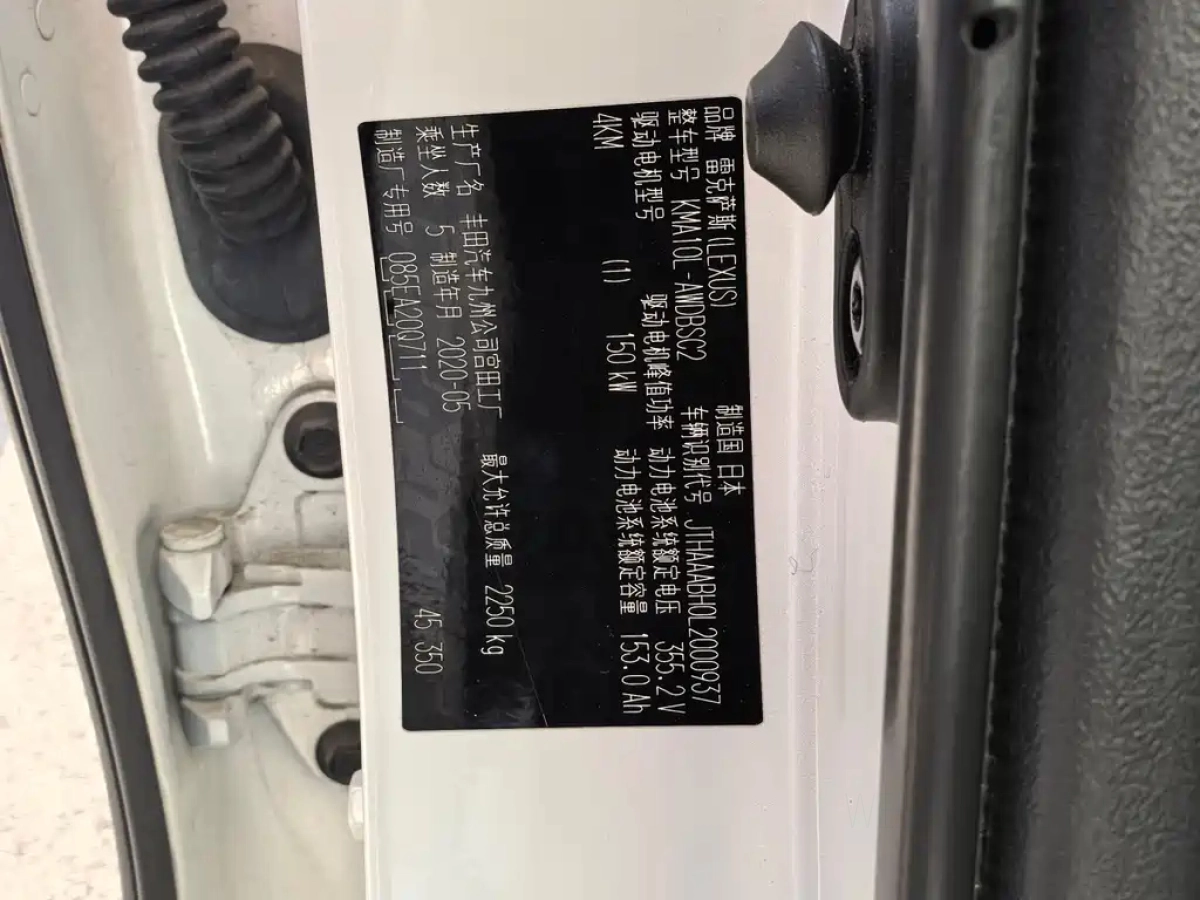 品牌 雷克萨斯(LEXUS) 制造国 日本
整车型号 KMA10L-AWDBSC2 车辆识别代号 JTHAAABH0L2000937
驱动电机型号 驱动电机峰值功率 动力电池系统额定电压 355.2 V
4KM (1) 150 kW 动力电池系统额定容量 153.0 Ah
生产厂名 丰田汽车九州公司宫田工厂 最大允许总质量 2250 kg
乘坐人数 5 制造年月 2020-05
制造厂专用号 085EA20Q711 45 350